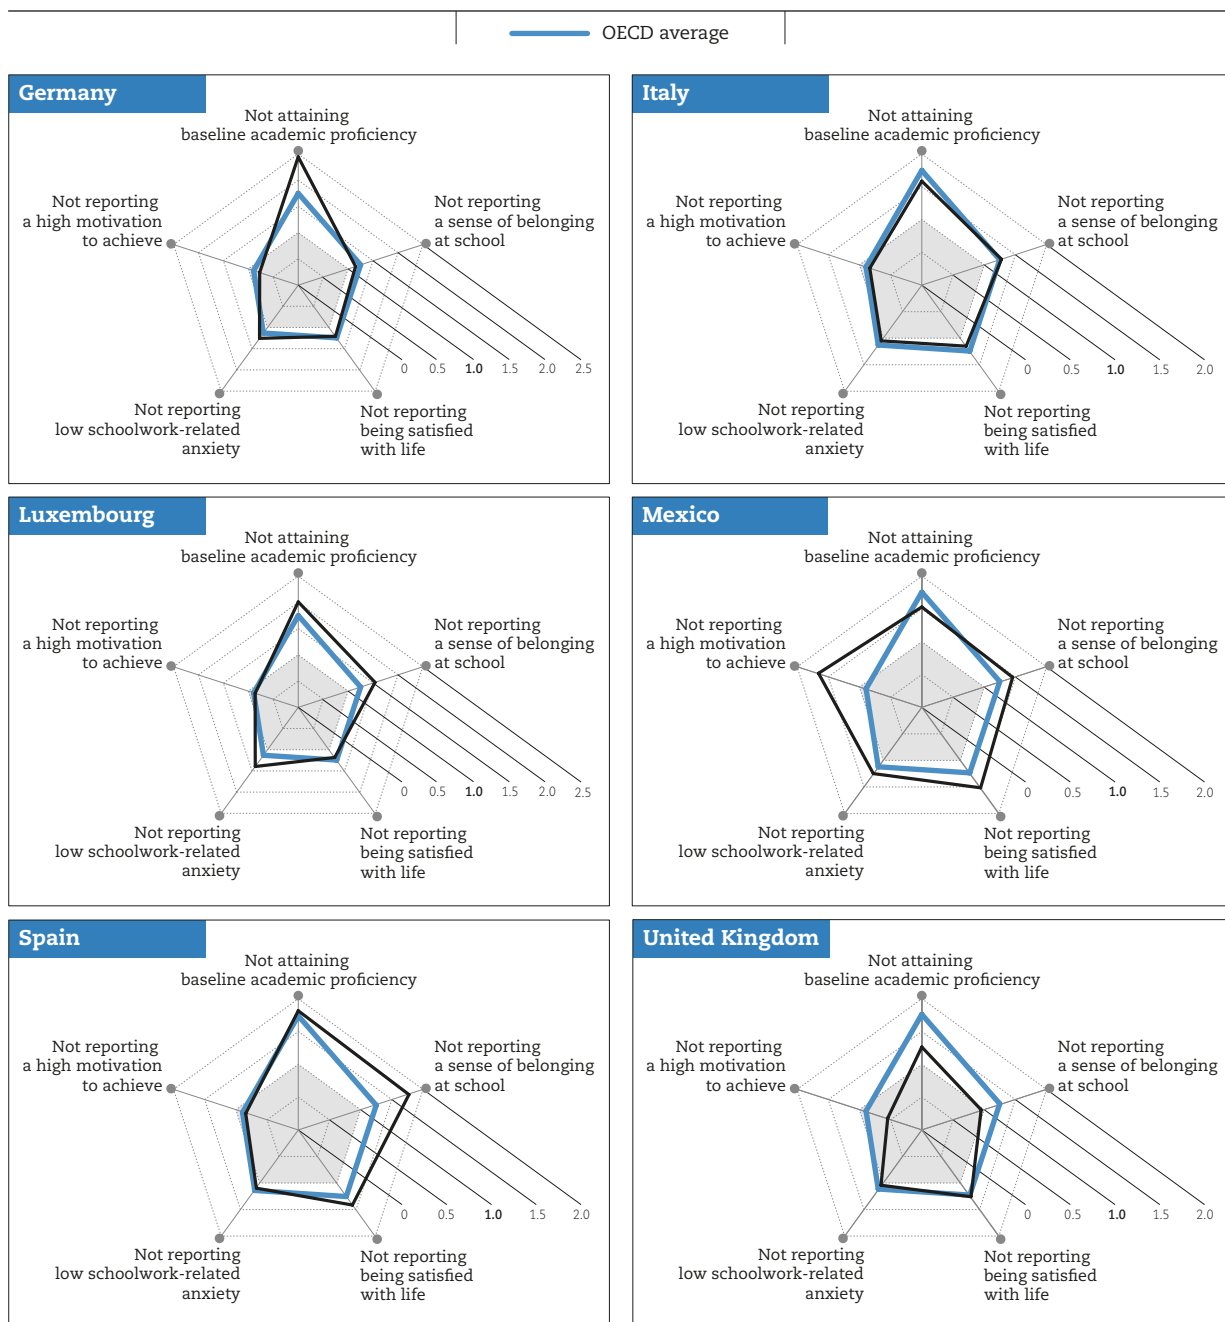 OECD average
Germany
Not attaining
baseline academic proficiency
Not reporting
a high motivation
to achieve
Not reporting
a sense of belonging
at school
0 0.5 1.0 1.5 2.0 2.5
Not reporting
low schoolwork-related
anxiety
Not reporting
being satisfied
with life
Italy
Not attaining
baseline academic proficiency
Not reporting
a high motivation
to achieve
Not reporting
a sense of belonging
at school
0 0.5 1.0 1.5 2.0
Not reporting
low schoolwork-related
anxiety
Not reporting
being satisfied
with life
Luxembourg
Not attaining
baseline academic proficiency
Not reporting
a high motivation
to achieve
Not reporting
a sense of belonging
at school
0 0.5 1.0 1.5 2.0 2.5
Not reporting
low schoolwork-related
anxiety
Not reporting
being satisfied
with life
Mexico
Not attaining
baseline academic proficiency
Not reporting
a high motivation
to achieve
Not reporting
a sense of belonging
at school
0 0.5 1.0 1.5 2.0
Not reporting
low schoolwork-related
anxiety
Not reporting
being satisfied
with life
Spain
Not attaining
baseline academic proficiency
Not reporting
a high motivation
to achieve
Not reporting
a sense of belonging
at school
0 0.5 1.0 1.5 2.0
Not reporting
low schoolwork-related
anxiety
Not reporting
being satisfied
with life
United Kingdom
Not attaining
baseline academic proficiency
Not reporting
a high motivation
to achieve
Not reporting
a sense of belonging
at school
0 0.5 1.0 1.5 2.0
Not reporting
low schoolwork-related
anxiety
Not reporting
being satisfied
with life